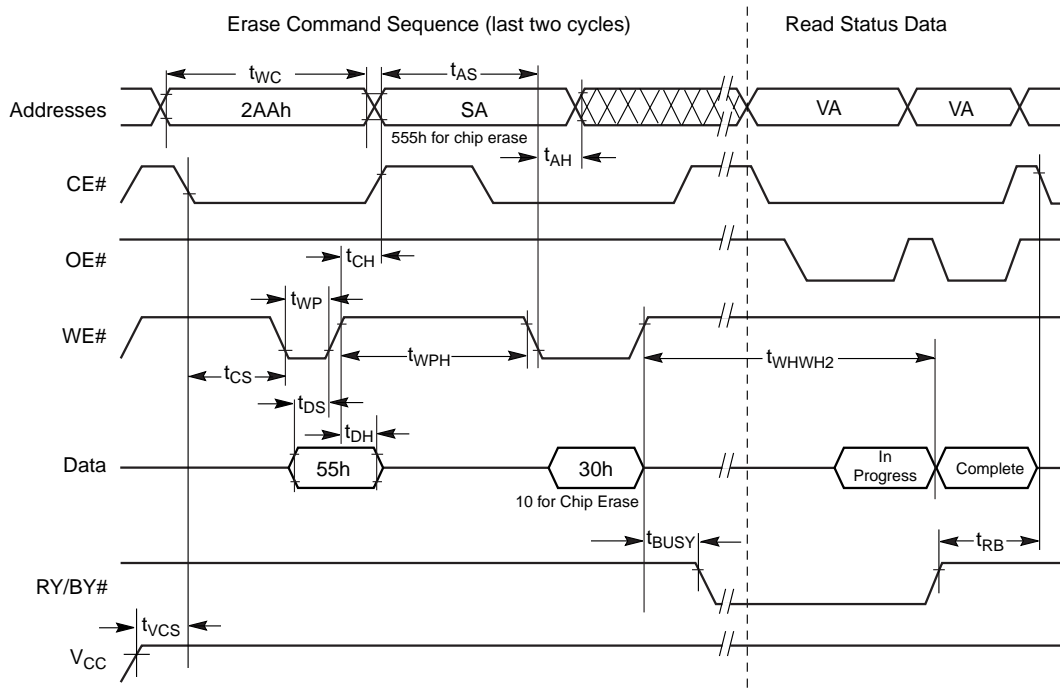 Erase Command Sequence (last two cycles)
Read Status Data
tWC
tAS
Addresses
2AAh
SA
VA
VA
555h for chip erase
tAH
CE#
OE#
tCH
tWP
WE#
tWPH
tWHWH2
tCS
tDS
tDH
Data
55h
30h
In
Progress
Complete
10 for Chip Erase
tBUSY
tRB
RY/BY#
tVCS
VCC